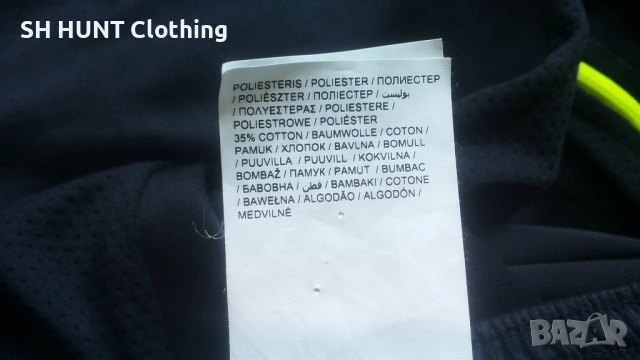 SH HUNT Clothing
POLIESTERIS / POLIESTER / ПОЛИЕСТЕР
/ POLIÉSZTER / ПОЛІЕСТЕР / بوليستر
/ ΠΟΛΥΕΣΤΕΡΑΣ / POLIESTERE /
POLIESTROWE / POLIÉSTER
35% COTTON / BAUMWOLLE / COTON /
PAMUK / ХЛОПОК / BAVLNA / BOMULL
/ PUUVILLA / PUUVILL / KOKVILNA /
BOMBAŽ / ПАМУК / PAMUT / BUMBAC
/ БАВОВНА / قطن / BAMBAKI / COTONE
/ BAWEŁNA / ALGODÃO / ALGODÓN /
MEDVILNĖ
BAZAR